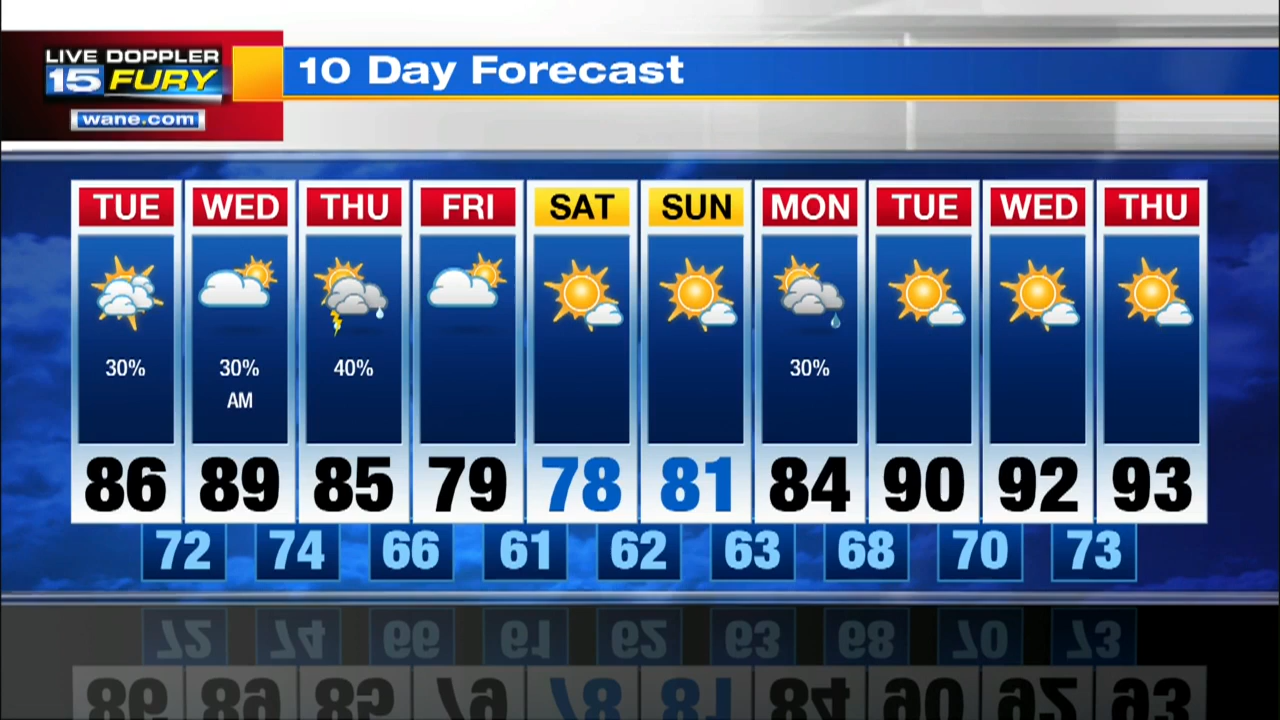 LIVE DOPPLER
15 FURY
wane.com
10 Day Forecast
TUE WED THU FRI SAT SUN MON TUE WED THU
30% 30% 40% 30%
AM
86 89 85 79 78 81 84 90 92 93
72 74 66 61 62 63 68 70 73